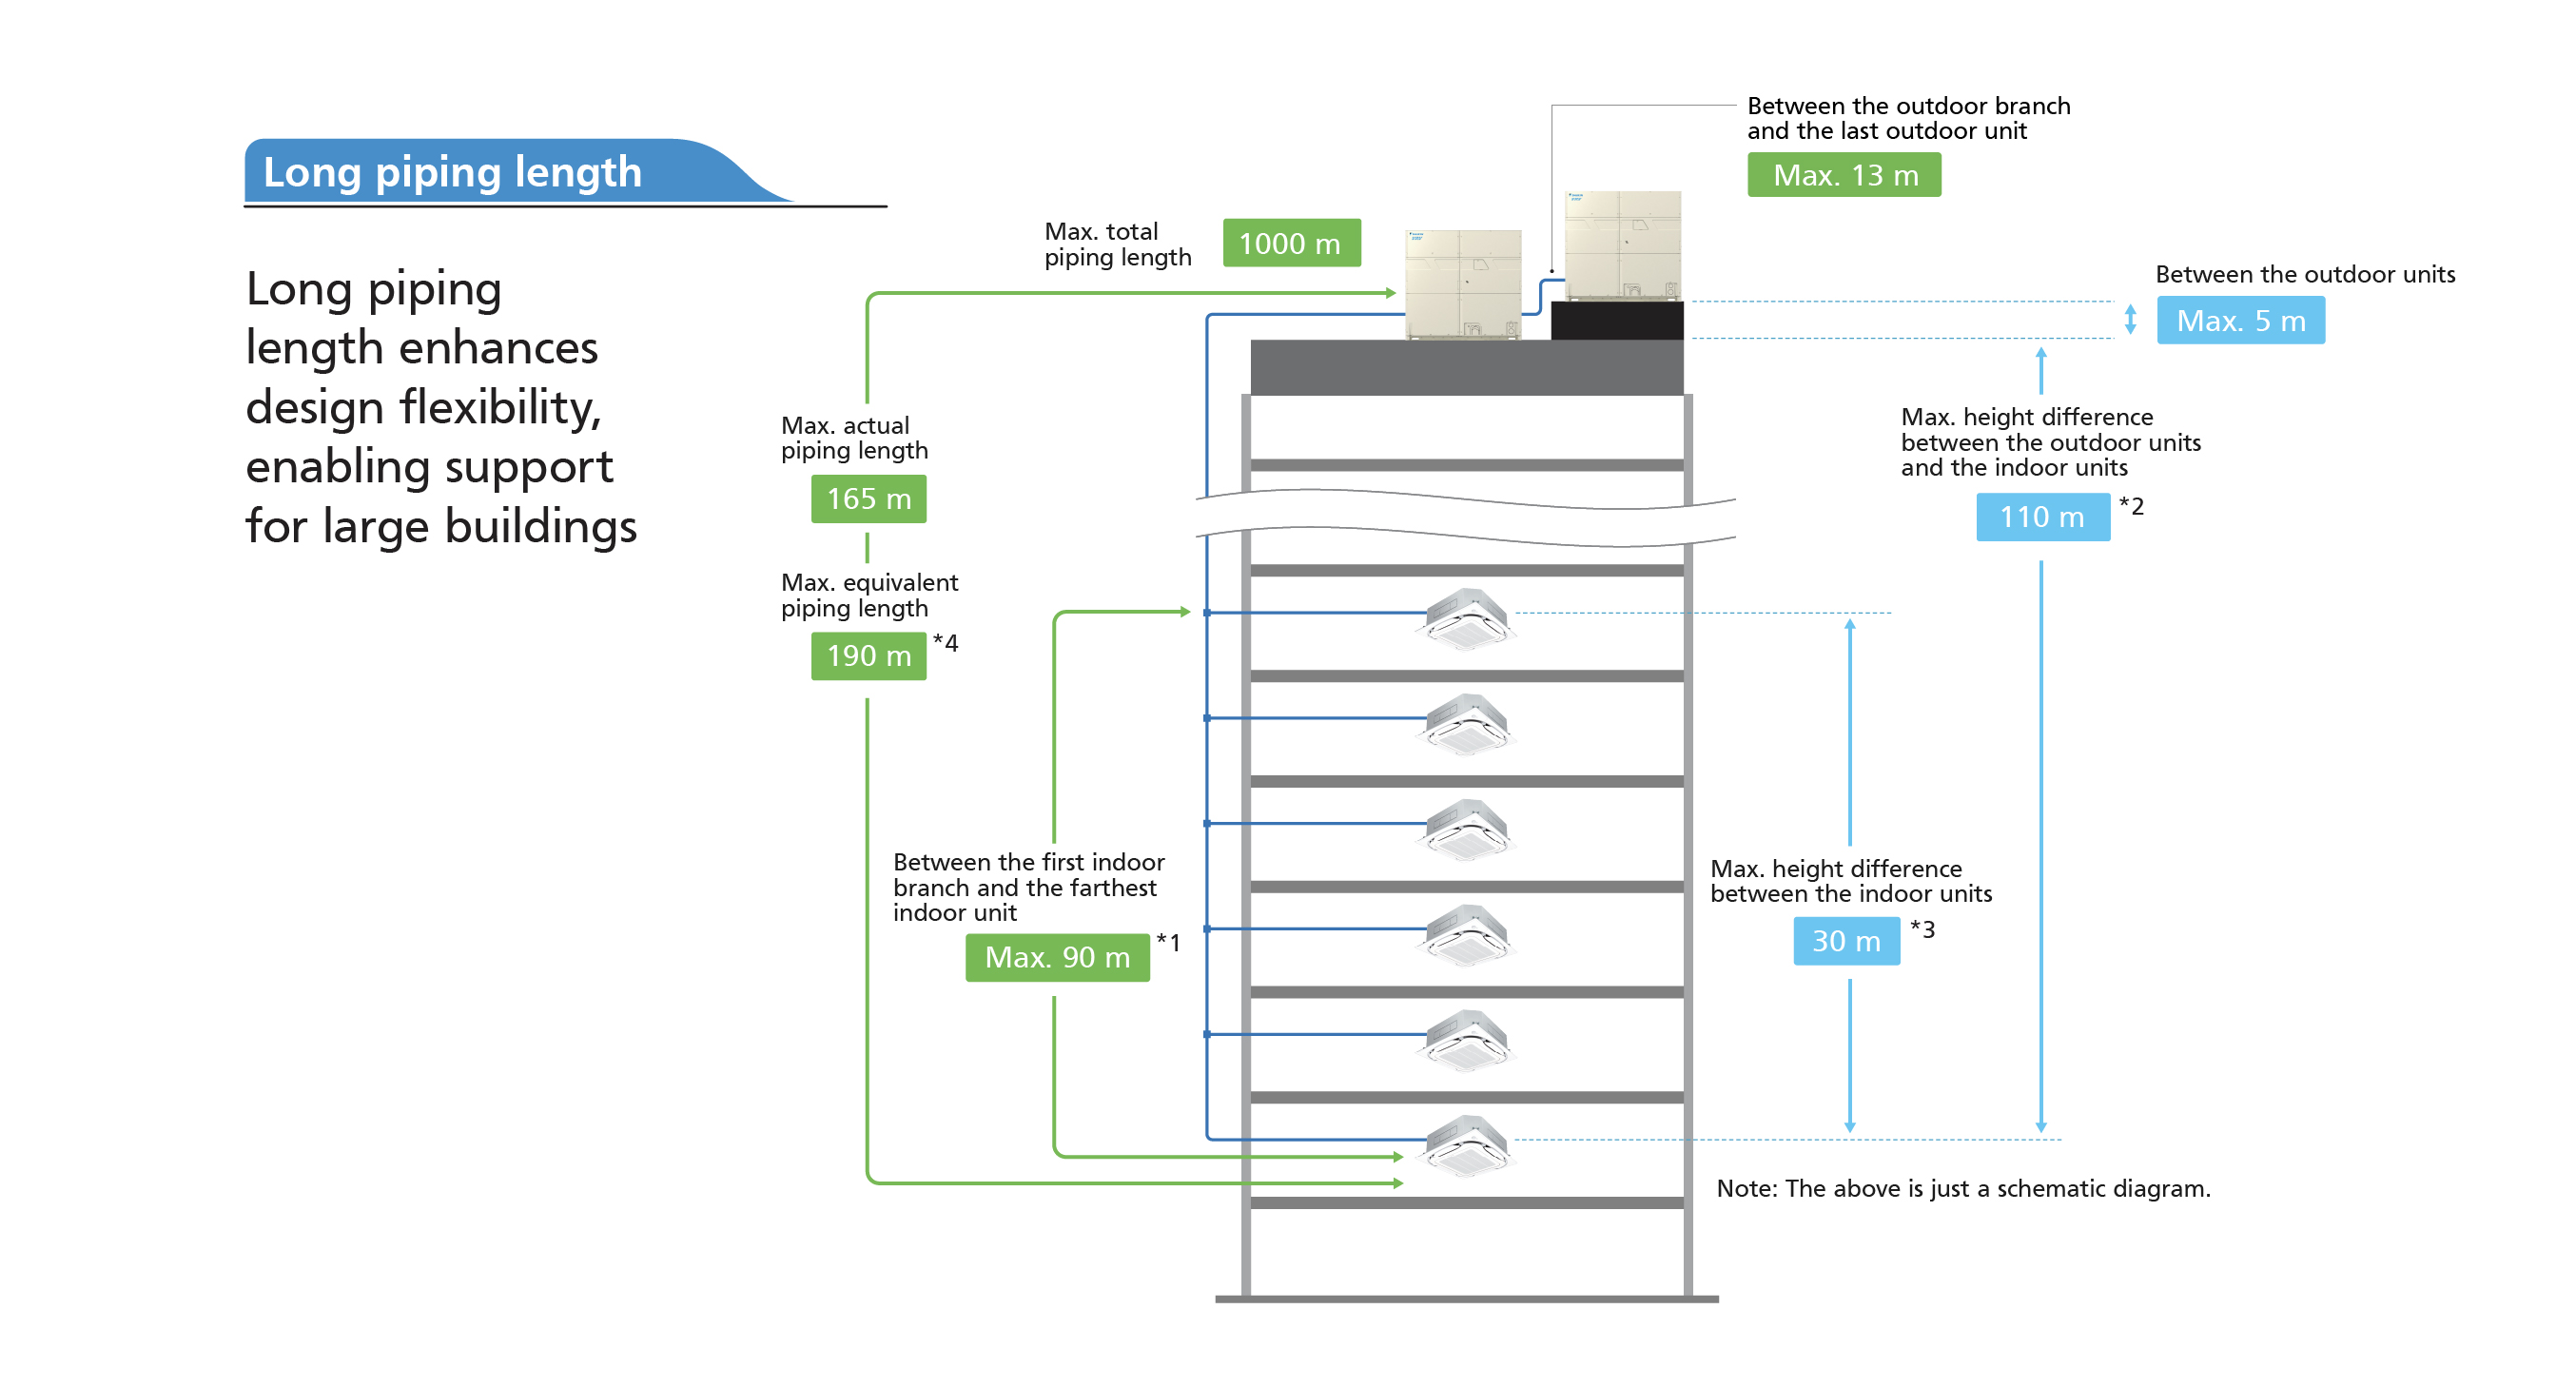 Long piping length
Long piping
length enhances
design flexibility,
enabling support
for large buildings
Between the outdoor branch
and the last outdoor unit
Max. 13 m
Max. total
piping length
1000 m
Between the outdoor units
Max. 5 m
Max. actual
piping length
165 m
Max. height difference
between the outdoor units
and the indoor units
110 m *2
Max. equivalent
piping length
190 m *4
Between the first indoor
branch and the farthest
indoor unit
Max. 90 m *1
Max. height difference
between the indoor units
30 m *3
Note: The above is just a schematic diagram.